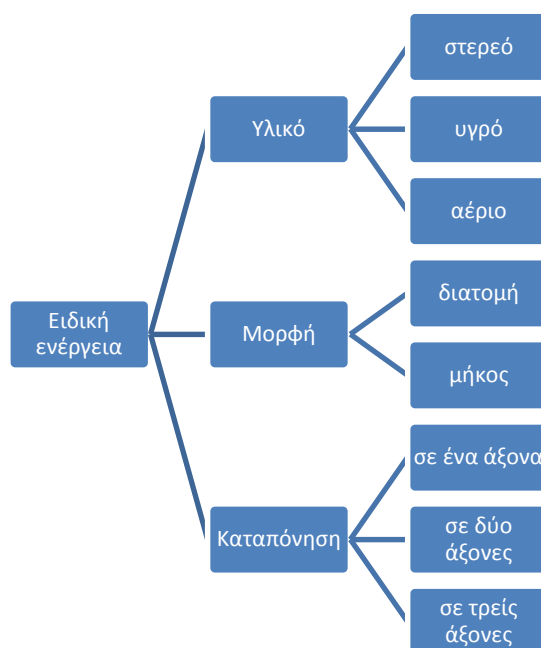 στερεό
Υλικό
υγρό
αέριο
διατομή
Ειδική
ενέργεια
Μορφή
μήκος
σε ένα άξονα
Καταπόνηση
σε δύο
άξονες
σε τρείς
άξονες